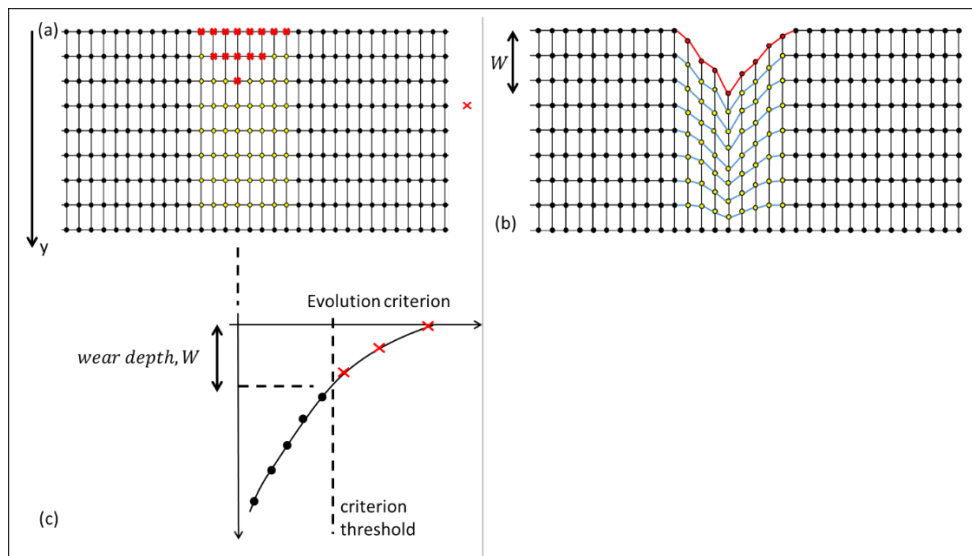 (a)
y
W
(b)
Evolution criterion
wear depth, W
criterion
threshold
(c)